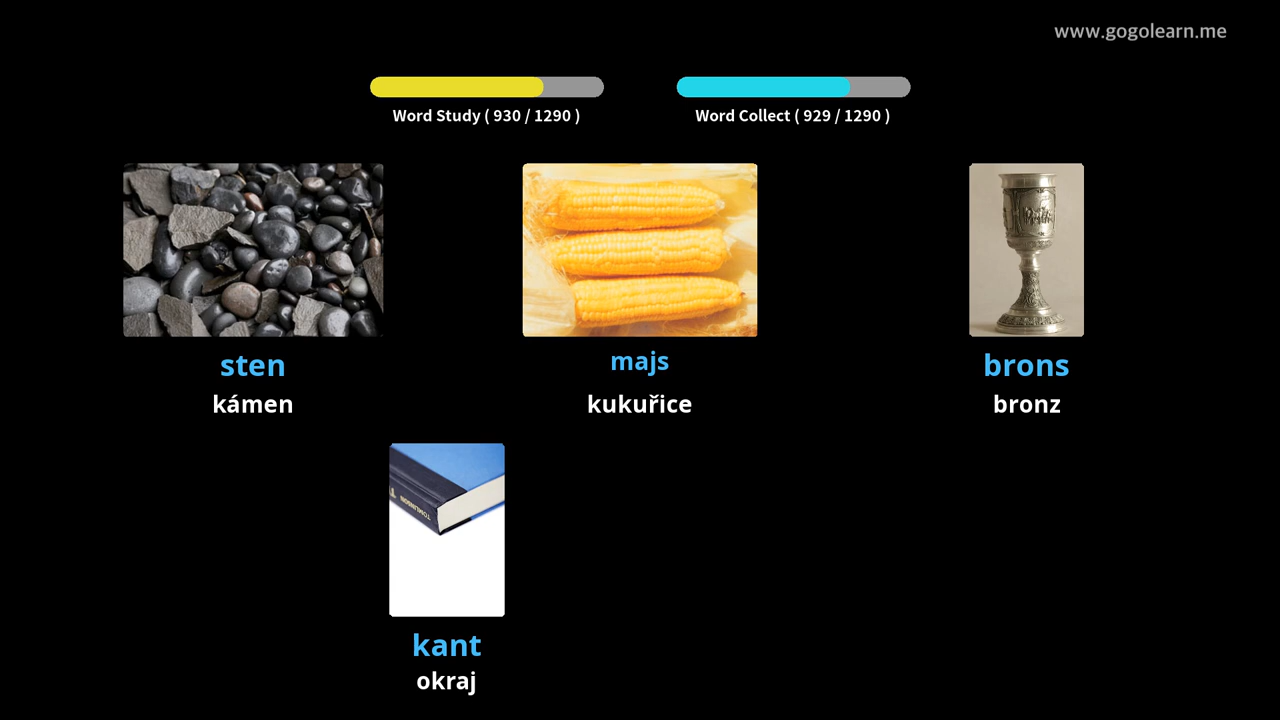 www.gogolearn.me
Word Study ( 930 / 1290 )
Word Collect ( 929 / 1290 )
sten
kámen
majs
kukuřice
brons
bronz
TOMLINSON
kant
okraj